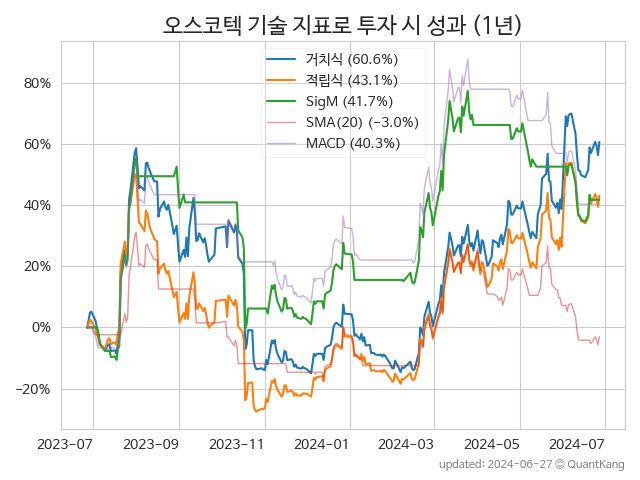 오스코텍 기술 지표로 투자 시 성과 (1년)
거치식 (60.6%)
적립식 (43.1%)
SigM (41.7%)
SMA(20) (−3.0%)
MACD (40.3%)
80%
60%
40%
20%
0%
−20%
2023-07
2023-09
2023-11
2024-01
2024-03
2024-05
2024-07
updated: 2024-06-27 © QuantKang